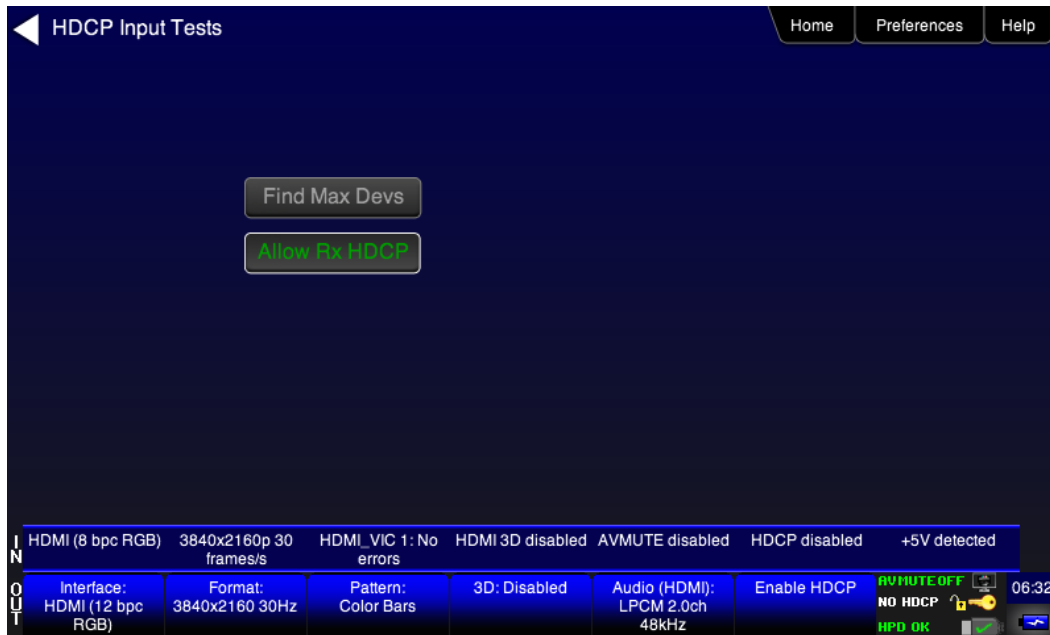 HDCP Input Tests
Home
Preferences
Help
Find Max Devs
Allow Rx HDCP
IN
HDMI (8 bpc RGB)
3840x2160p 30
frames/s
HDMI_VIC 1: No
errors
HDMI 3D disabled
AVMUTE disabled
HDCP disabled
+5V detected
OUT
Interface:
HDMI (12 bpc
RGB)
Format:
3840x2160 30Hz
Pattern:
Color Bars
3D: Disabled
Audio (HDMI):
LPCM 2.0ch
48kHz
Enable HDCP
AVMUTEOFF
NO HDCP
HPD OK
06:32